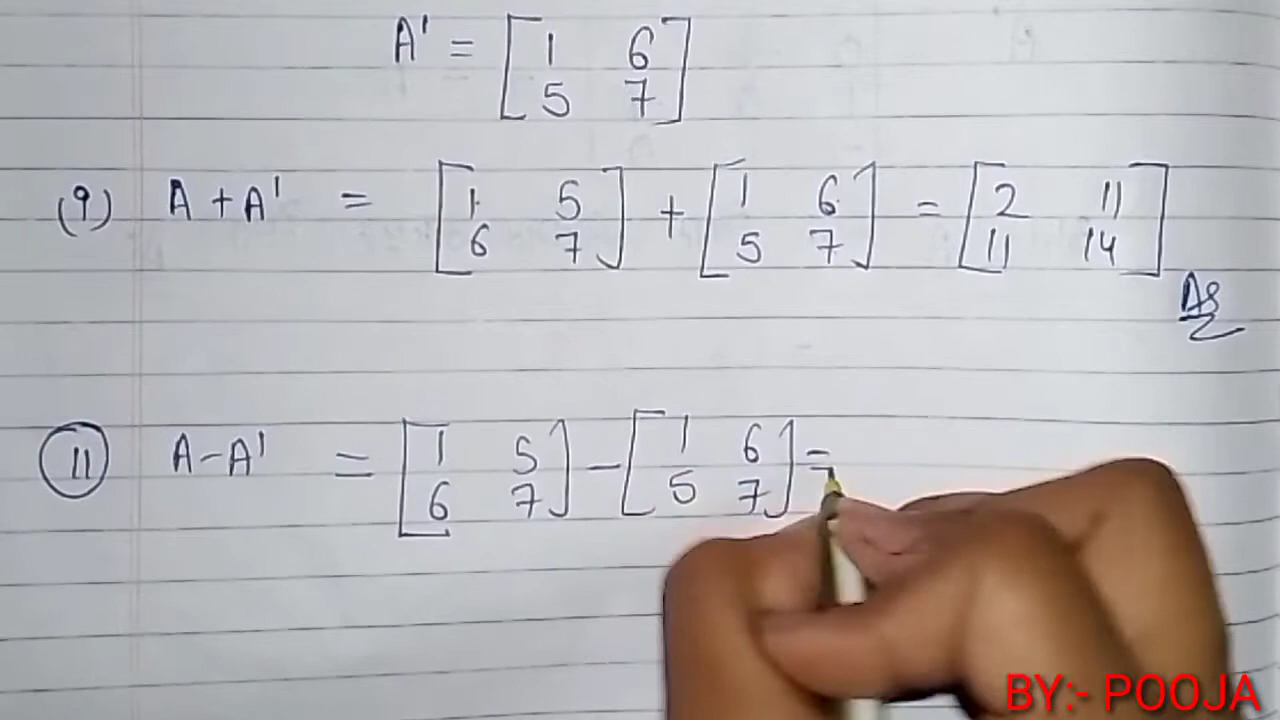 A' = [1 6
5 7]
(i) A + A' = [1 5 + [1 6 = [2 11
6 7] 5 7] 11 14]
As
(11) A - A' = [1 5 - [1 6 =
6 7] 5 7]
BY:- POOJA